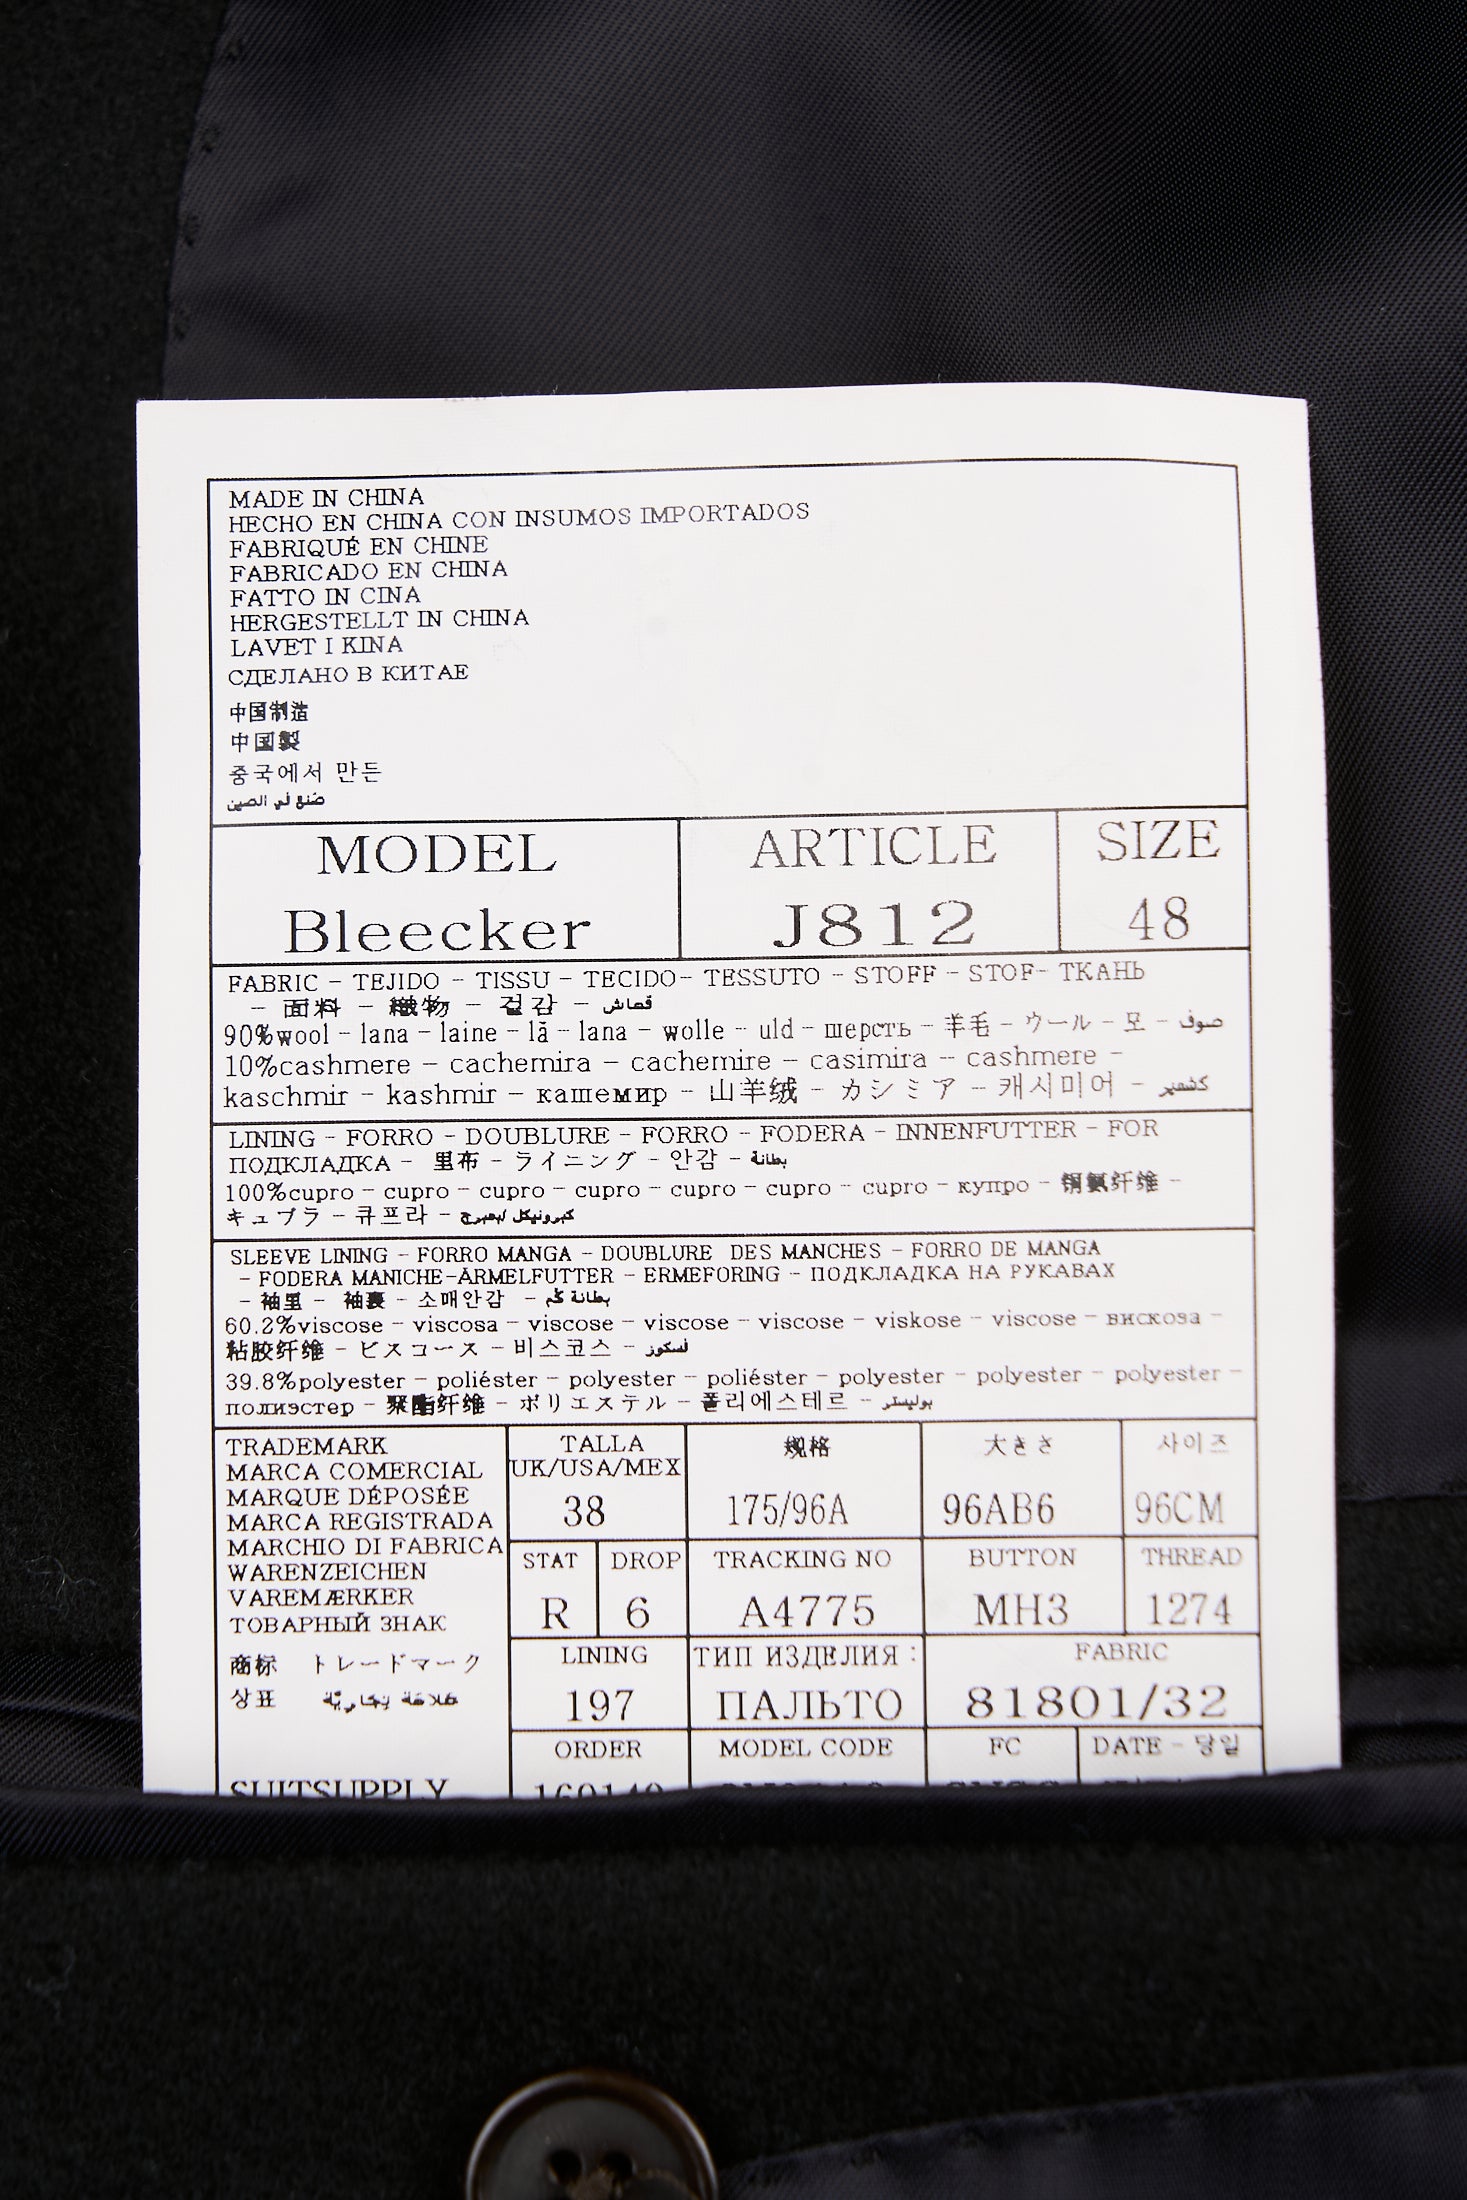 MADE IN CHINA
HECHO EN CHINA CON INSUMOS IMPORTADOS
FABRIQUÉ EN CHINE
FABRICADO EN CHINA
FATTO IN CINA
HERGESTELLT IN CHINA
LAVET I KINA
СДЕЛАНО В КИТАЕ
中国制造
中国製
중국에서 만든
صنع في الصين
MODEL ARTICLE SIZE
Bleecker J812 48
FABRIC - TEJIDO - TISSU - TECIDO- TESSUTO - STOFF - STOF- ТКАНЬ
- 面料 - 織物 - 겉감 - قماش
90%wool - lana - laine - lã - lana - wolle - uld - шерсть - 羊毛 - ウール - 모 - صوف
10%cashmere - cachemira - cachemire - casimira - cashmere -
kaschmir - kashmir - кашемир - 山羊绒 - カシミア - 캐시미어 - كشمير
LINING - FORRO - DOUBLURE - FORRO - FODERA - INNENFUTTER - FOR
ПОДКЛАДКА - 里布 - ライニング - 안감 - بطانة
100%cupro - cupro - cupro - cupro - cupro - cupro - cupro - купро - 铜氨纤维 -
キュプラ - 큐프라 -
SLEEVE LINING - FORRO MANGA - DOUBLURE DES MANCHES - FORRO DE MANGA
- FODERA MANICHE-ÄRMELFUTTER - ERMEFORING - ПОДКЛАДКА НА РУКАВАХ
- 袖里 - 袖裏 - 소매안감 - بطانة كم
60.2%viscose - viscosa - viscose - viscose - viscose - viskose - viscose - вискоза -
粘胶纤维 - ビスコース - 비스코스 - فسكوز
39.8%polyester - poliéster - polyester - poliéster - polyester - polyester - polyester -
полиэстер - 聚酯纤维 - ポリエステル - 폴리에스테르 - بوليستر
TRADEMARK
MARCA COMERCIAL
MARQUE DÉPOSÉE
MARCA REGISTRADA
MARCHIO DI FABRICA
WARENZEICHEN
VAREMÆRKER
ТОВАРНЫЙ ЗНАК
商标 トレードマーク
상표
SUITSUPPLY
TALLA 规格 大きさ 사이즈
UK/USA/MEX
38 175/96A 96AB6 96CM
STAT DROP TRACKING NO BUTTON THREAD
R 6 A4775 MH3 1274
LINING ТИП ИЗДЕЛИЯ : FABRIC
197 ПАЛЬТО 81801/32
ORDER MODEL CODE FC DATE - 당일